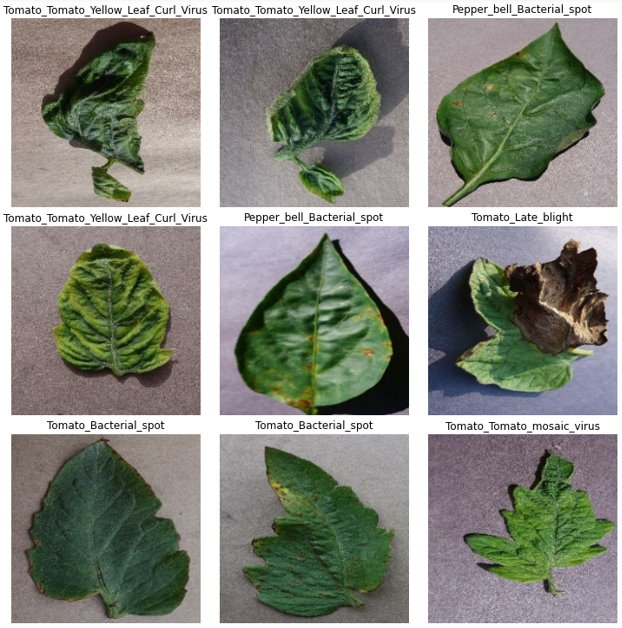 Tomato_Tomato_Yellow_Leaf_Curl_Virus
Tomato_Tomato_Yellow_Leaf_Curl_Virus
Pepper_bell_Bacterial_spot
Tomato_Tomato_Yellow_Leaf_Curl_Virus
Pepper_bell_Bacterial_spot
Tomato_Late_blight
Tomato_Bacterial_spot
Tomato_Bacterial_spot
Tomato_Tomato_mosaic_virus